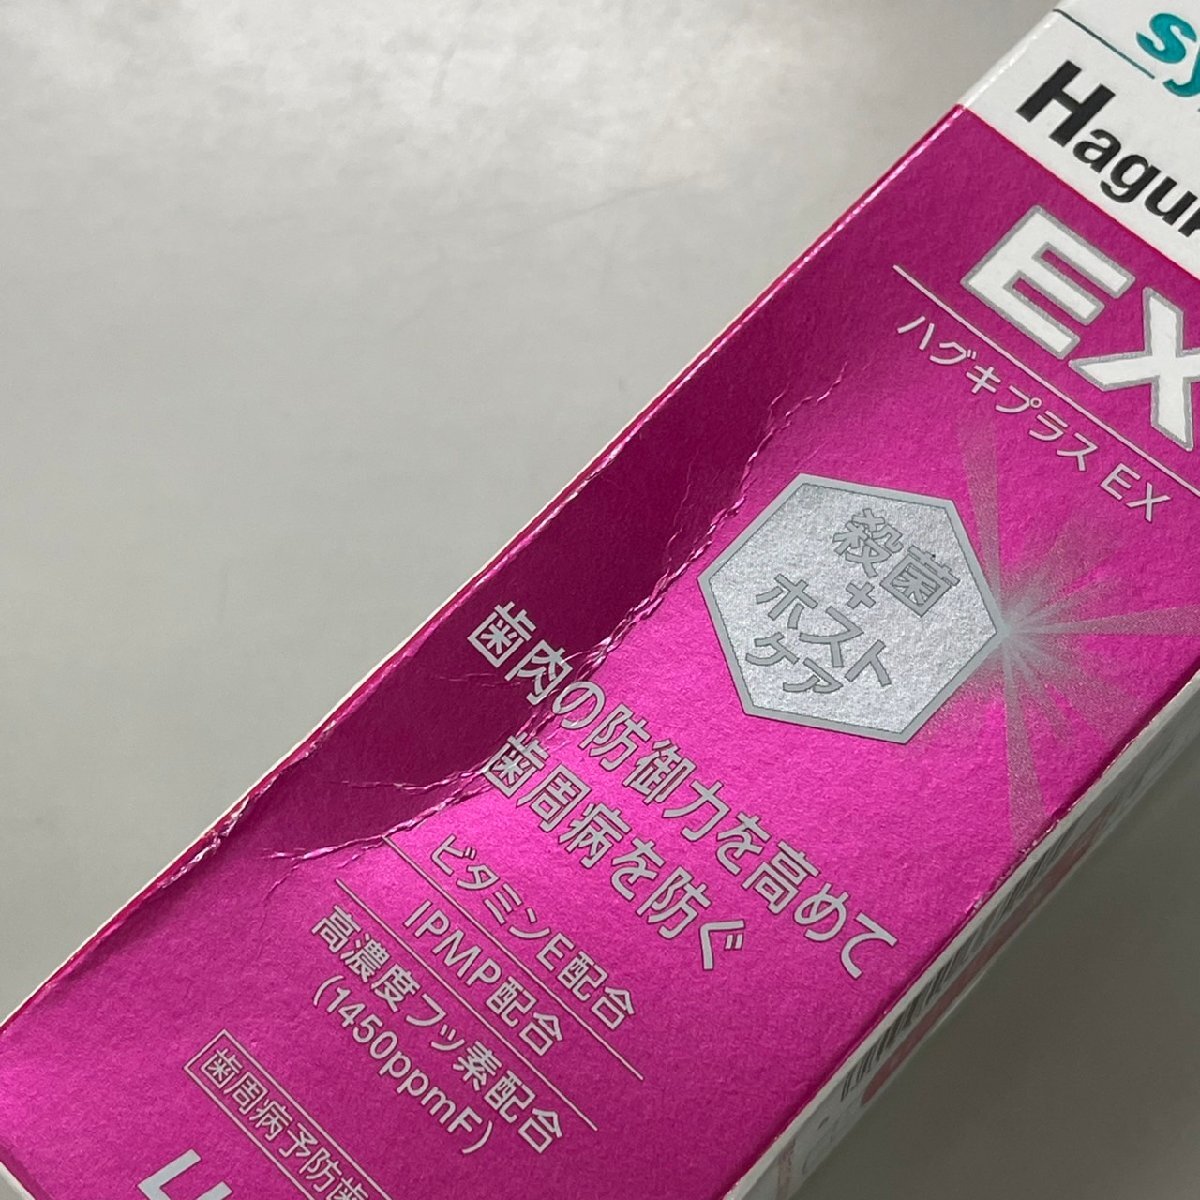 Sy
Hagu
EX
ハグキプラス EX
殺菌
+
ホスト
ケア
歯肉の防御力を高めて
歯周病を防ぐ
ビタミンE配合
IPMP配合
高濃度フッ素配合
(1450ppmF)
歯周病予防歯